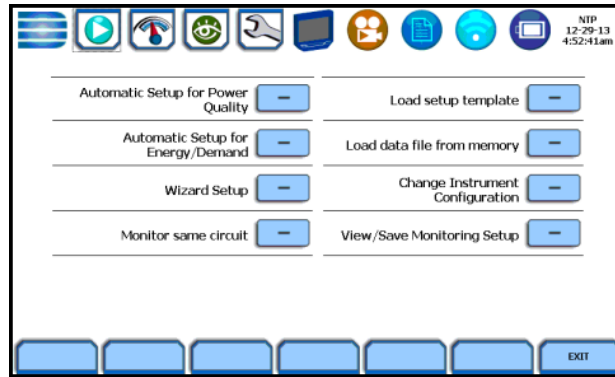 NTP
12-29-13
4:52:41am
Automatic Setup for Power
Quality
Automatic Setup for
Energy/Demand
Wizard Setup
Monitor same circuit
Load setup template
Load data file from memory
Change Instrument
Configuration
View/Save Monitoring Setup
EXIT